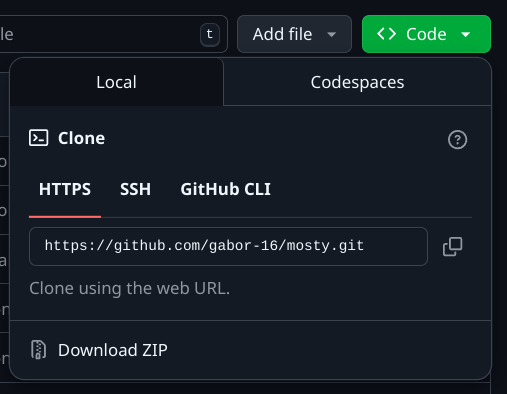 le t Add file Code
Local Codespaces
Clone
HTTPS SSH GitHub CLI
https://github.com/gabor-16/mosty.git
Clone using the web URL.
Download ZIP